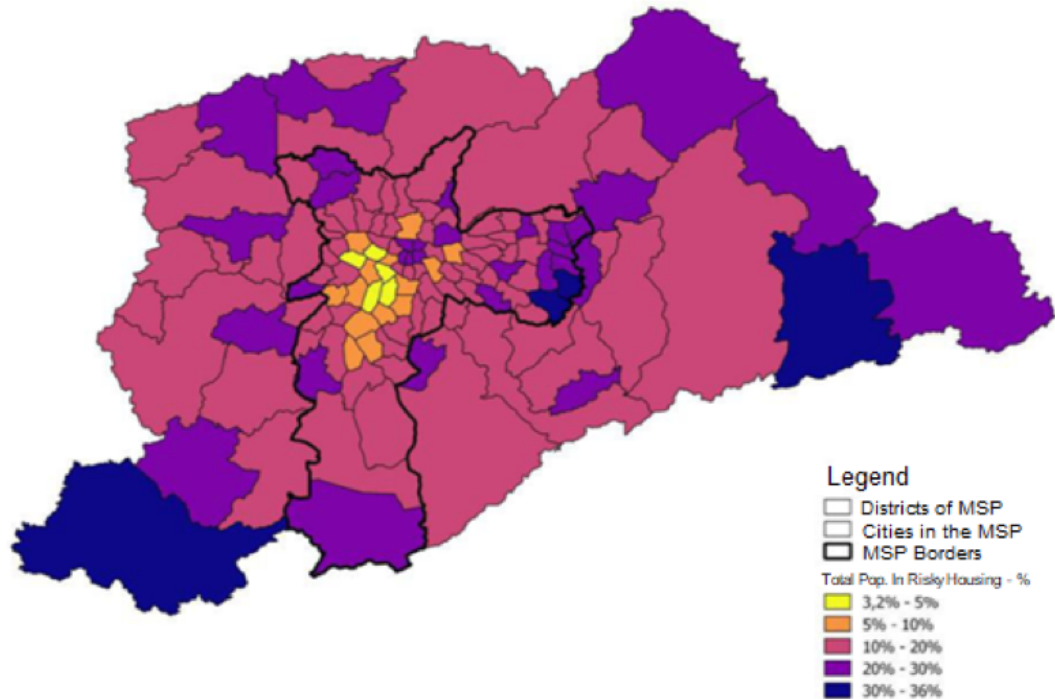 Legend
Districts of MSP
Cities in the MSP
MSP Borders
Total Pop. In Risky Housing - %
3,2% - 5%
5% - 10%
10% - 20%
20% - 30%
30% - 36%